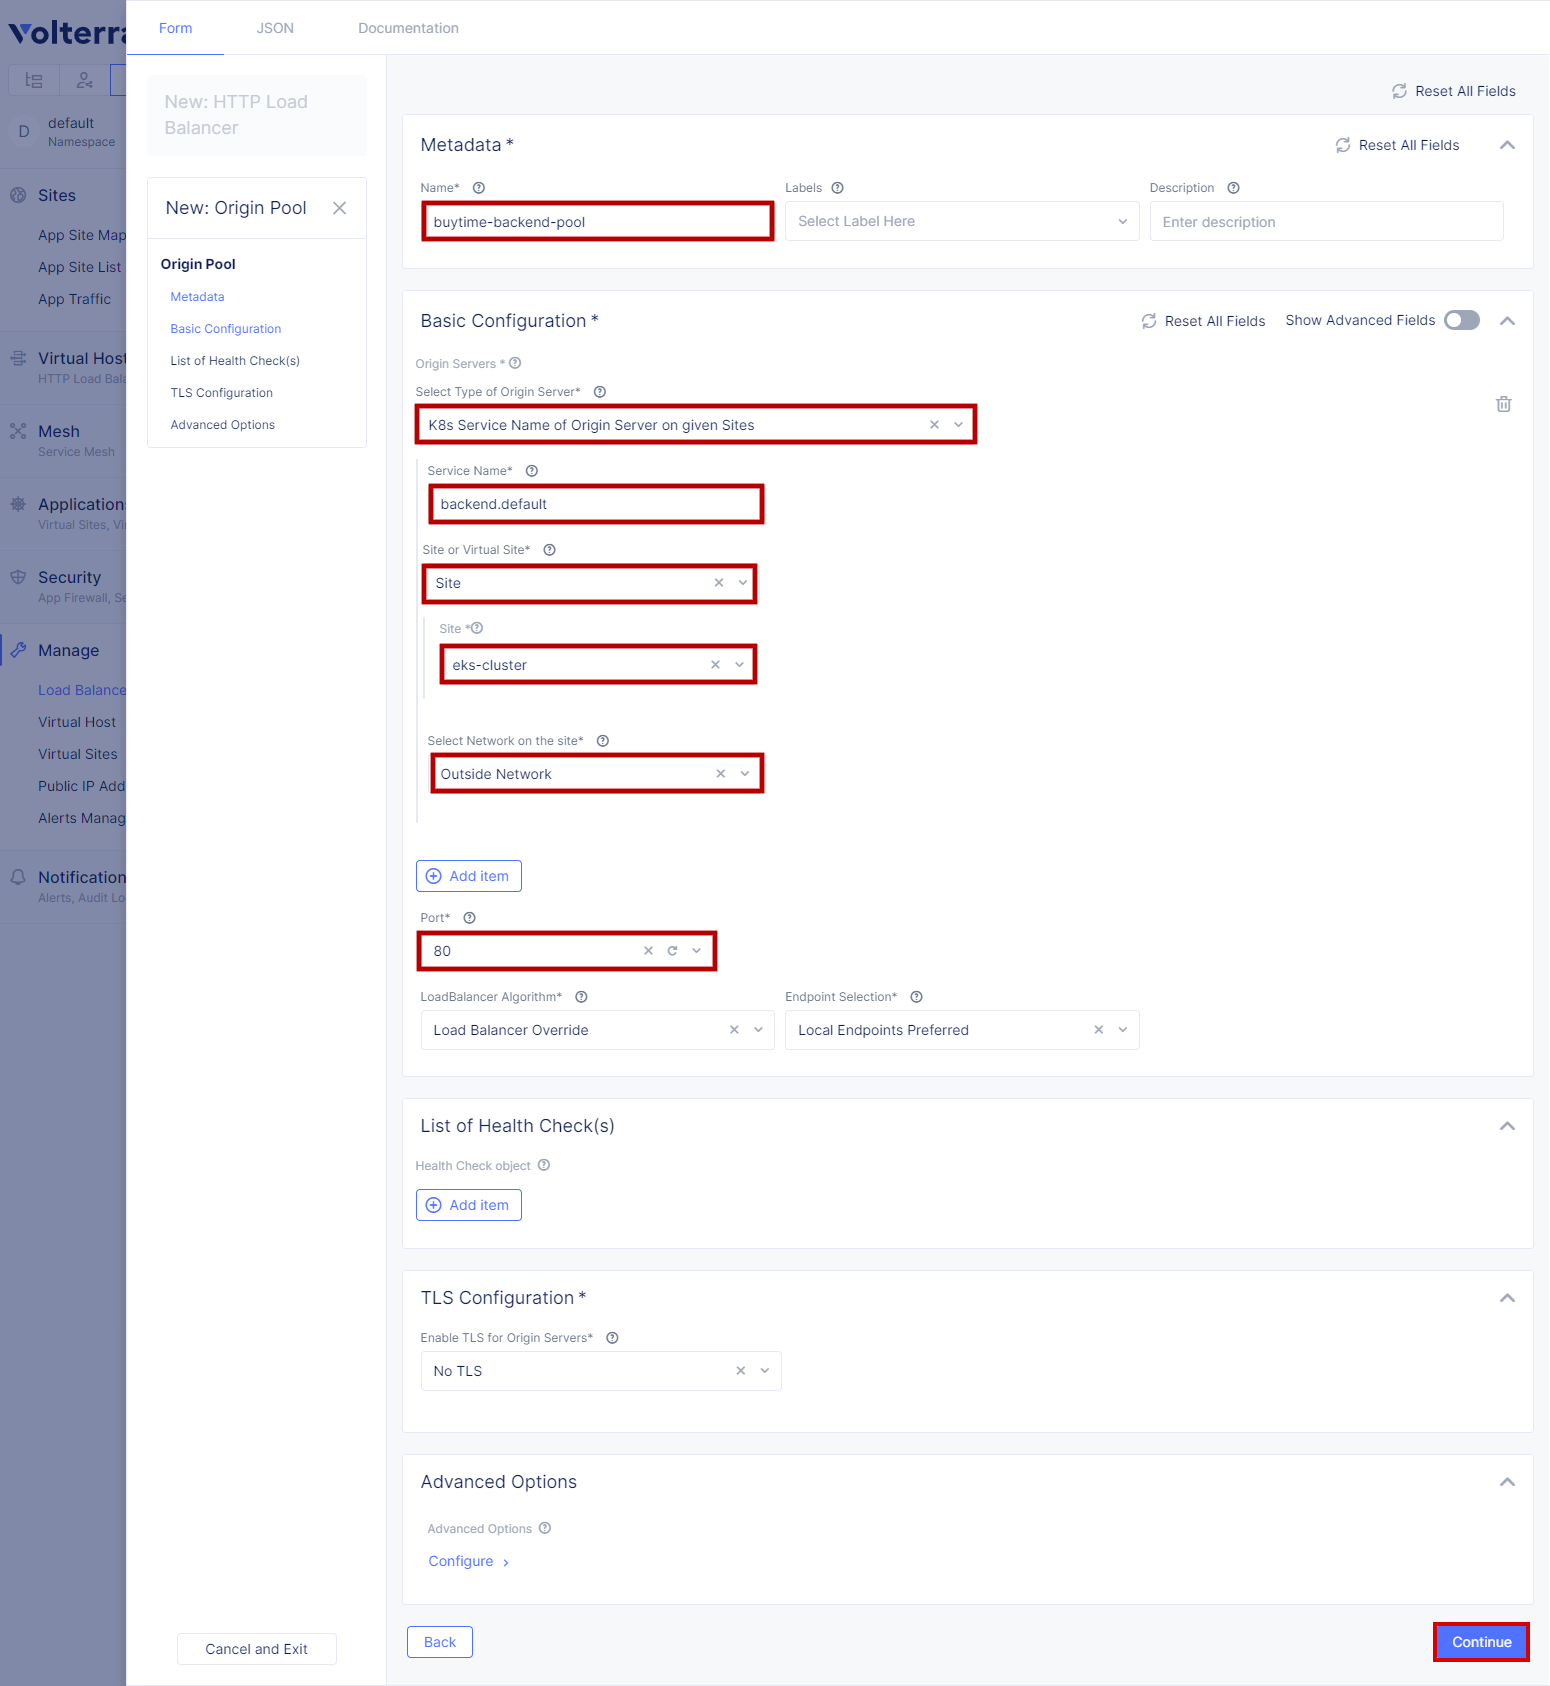 Volterra
default
Namespace
D
Sites
App Site Map
App Site List
App Traffic
Virtual Host
HTTP Load Bala
Mesh
Service Mesh
Applications
Virtual Sites, Vi
Security
App Firewall, Se
Manage
Load Balance
Virtual Host
Virtual Sites
Public IP Add
Alerts Manag
Notification
Alerts, Audit Lo
Form
JSON
Documentation
New: HTTP Load
Balancer
New: Origin Pool
Origin Pool
Metadata
Basic Configuration
List of Health Check(s)
TLS Configuration
Advanced Options
Cancel and Exit
Reset All Fields
Metadata *
Reset All Fields
Name*
Labels
Description
buytime-backend-pool
Select Label Here
Enter description
Basic Configuration *
Reset All Fields
Show Advanced Fields
Origin Servers *
Select Type of Origin Server*
K8s Service Name of Origin Server on given Sites
Service Name*
backend.default
Site or Virtual Site*
Site
Site *
eks-cluster
Select Network on the site*
Outside Network
Add item
Port*
80
LoadBalancer Algorithm*
Endpoint Selection*
Load Balancer Override
Local Endpoints Preferred
List of Health Check(s)
Health Check object
Add item
TLS Configuration *
Enable TLS for Origin Servers*
No TLS
Advanced Options
Advanced Options
Configure
Back
Continue